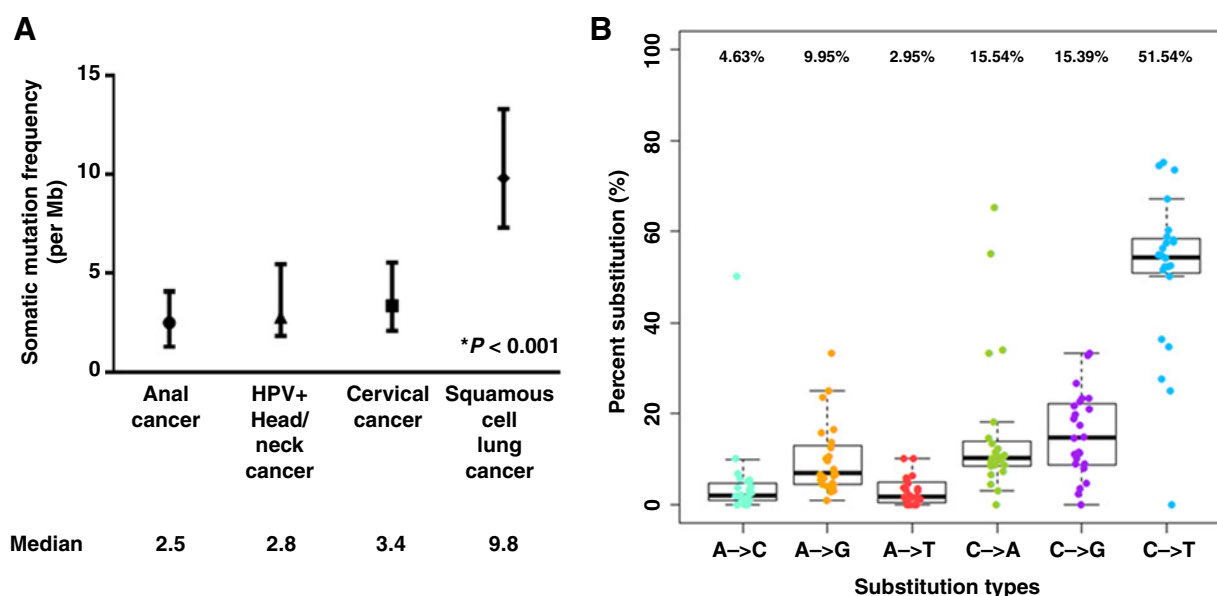 A
Somatic mutation frequency
(per Mb)
15
10
5
0
*P < 0.001
Anal
cancer
HPV+
Head/
neck
cancer
Cervical
cancer
Squamous
cell
lung
cancer
Median 2.5 2.8 3.4 9.8
B
Percent substitution (%)
100
80
60
40
20
0
4.63% 9.95% 2.95% 15.54% 15.39% 51.54%
A–>C A–>G A–>T C–>A C–>G C–>T
Substitution types